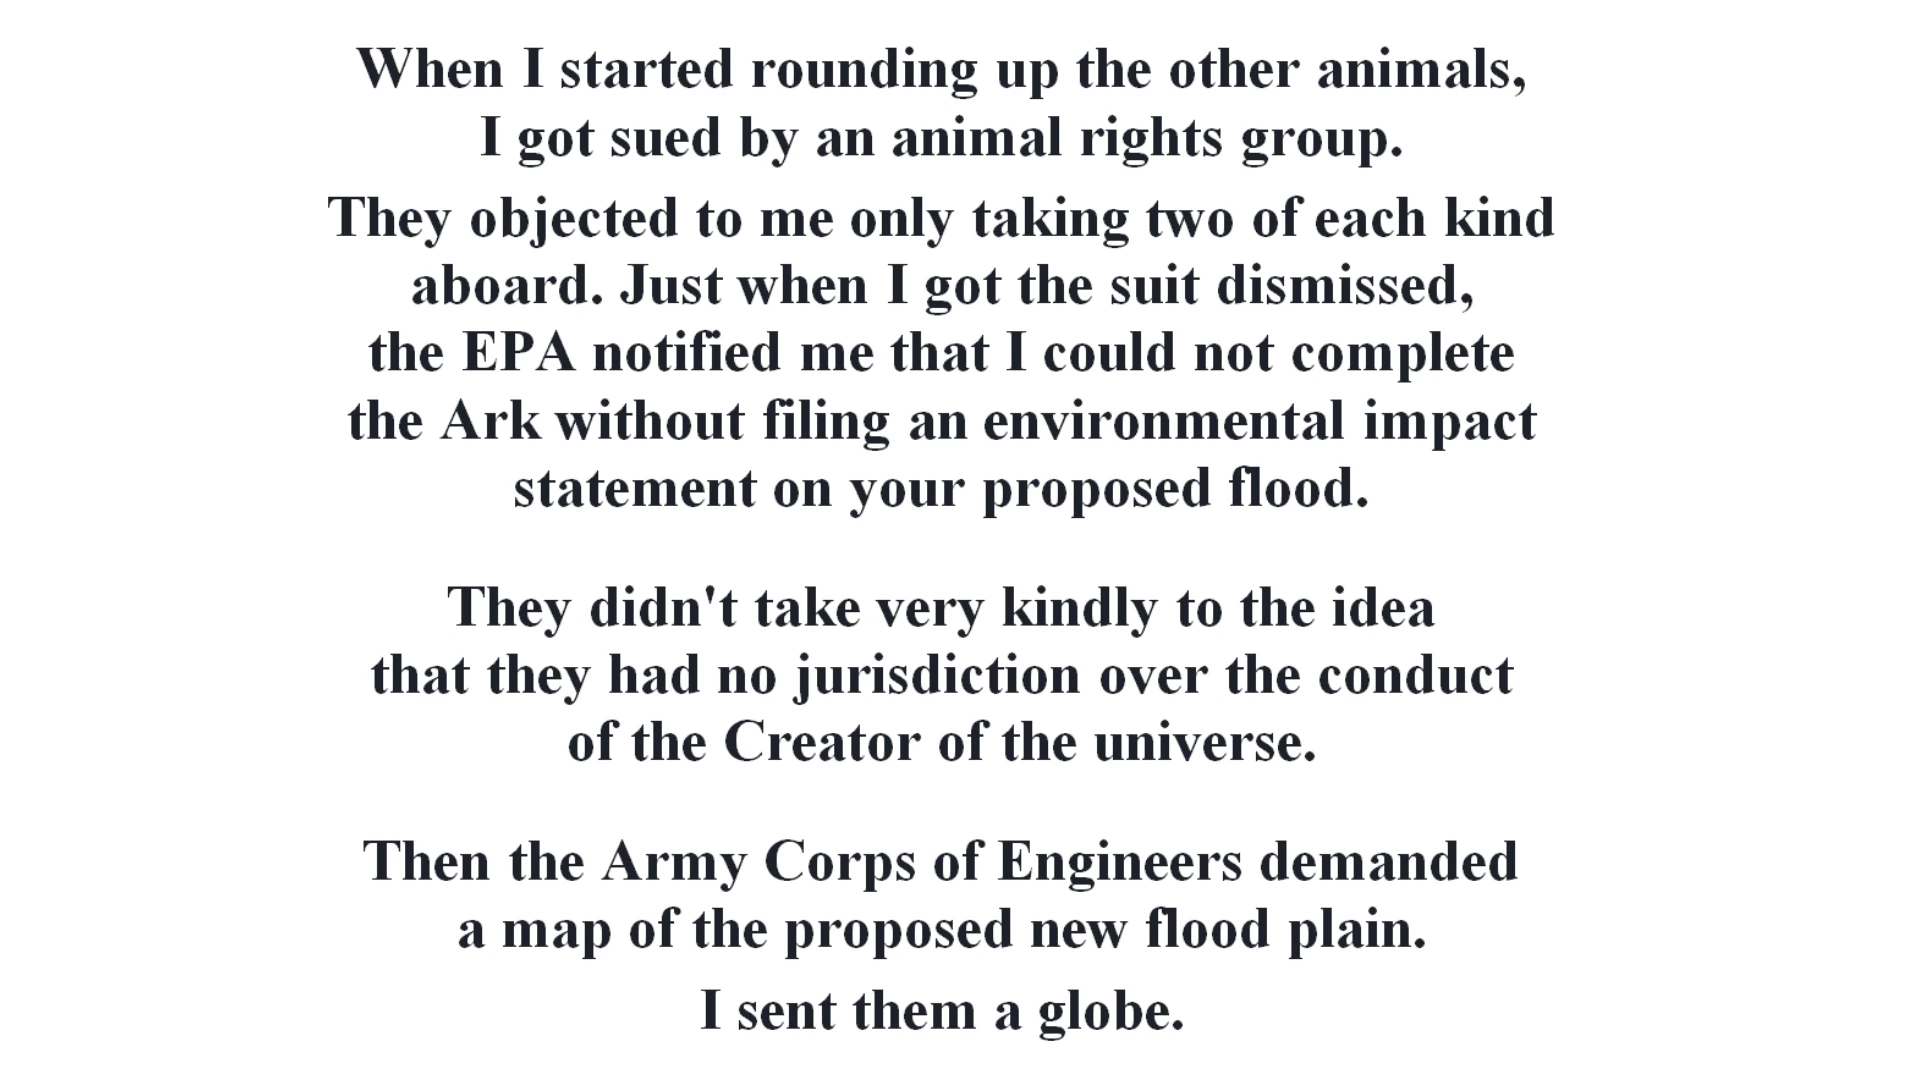 When I started rounding up the other animals,
I got sued by an animal rights group.
They objected to me only taking two of each kind
aboard. Just when I got the suit dismissed,
the EPA notified me that I could not complete
the Ark without filing an environmental impact
statement on your proposed flood.
They didn't take very kindly to the idea
that they had no jurisdiction over the conduct
of the Creator of the universe.
Then the Army Corps of Engineers demanded
a map of the proposed new flood plain.
I sent them a globe.